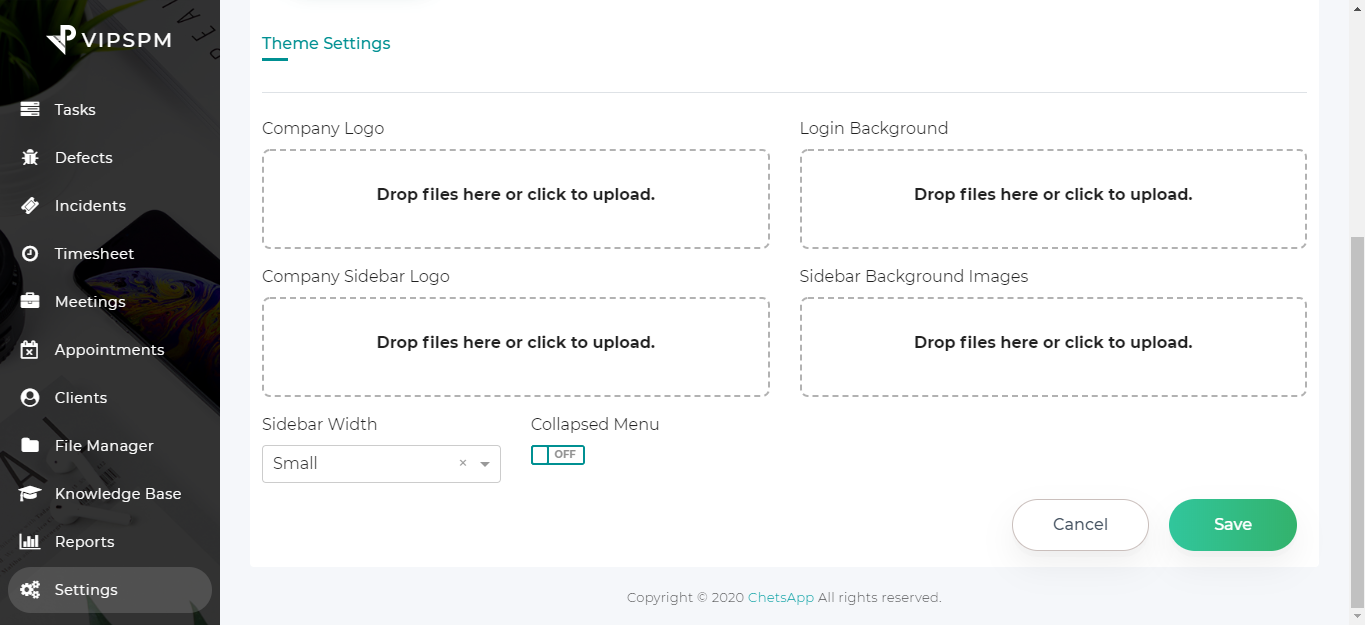 VIPSPM
Tasks
Defects
Incidents
Timesheet
Meetings
Appointments
Clients
File Manager
Knowledge Base
Reports
Settings
Theme Settings
Company Logo
Drop files here or click to upload.
Login Background
Drop files here or click to upload.
Company Sidebar Logo
Drop files here or click to upload.
Sidebar Background Images
Drop files here or click to upload.
Sidebar Width
Small ×
Collapsed Menu
OFF
Cancel
Save
Copyright © 2020 ChetsApp All rights reserved.